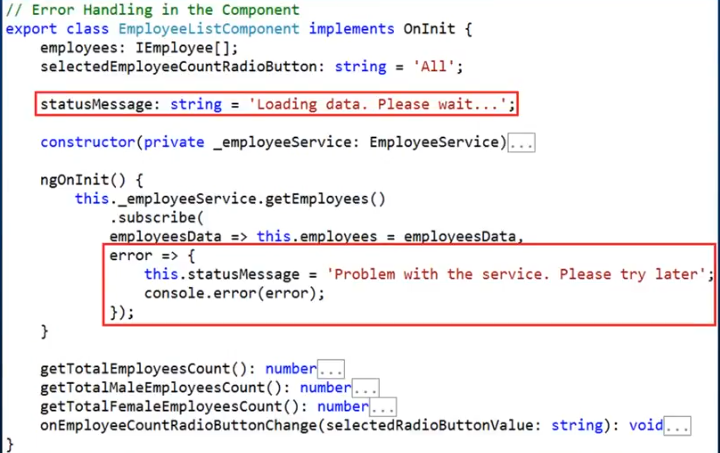 // Error Handling in the Component
export class EmployeeListComponent implements OnInit {
employees: IEmployee[];
selectedEmployeeCountRadioButton: string = 'All';
statusMessage: string = 'Loading data. Please wait...';
constructor(private _employeeService: EmployeeService)...
ngOnInit() {
this._employeeService.getEmployees()
.subscribe(
employeesData => this.employees = employeesData,
error => {
this.statusMessage = 'Problem with the service. Please try later';
console.error(error);
});
}
getTotalEmployeesCount(): number...
getTotalMaleEmployeesCount(): number...
getTotalFemaleEmployeesCount(): number...
onEmployeeCountRadioButtonChange(selectedRadioButtonValue: string): void...
}